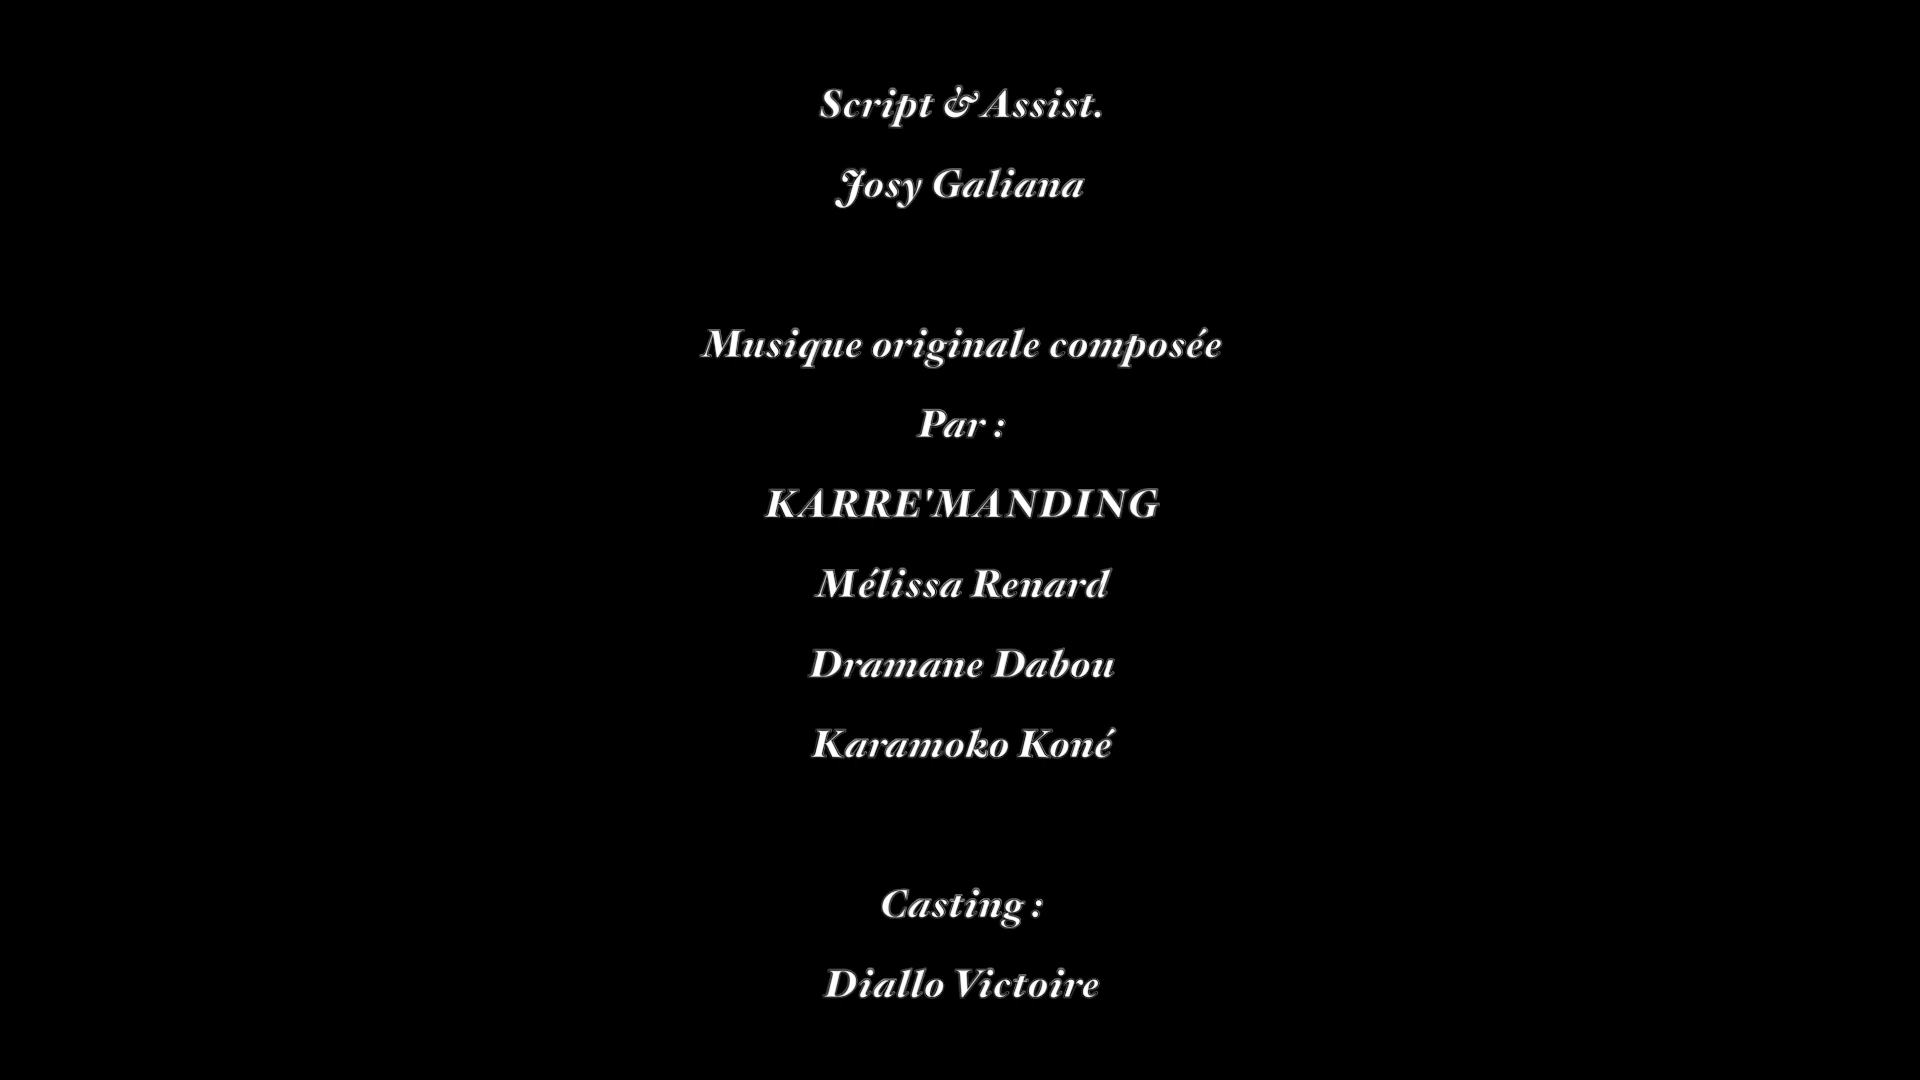 Script & Assist.
Josy Galiana
Musique originale composée
Par :
KARRE'MANDING
Mélissa Renard
Dramane Dabou
Karamoko Koné
Casting :
Diallo Victoire